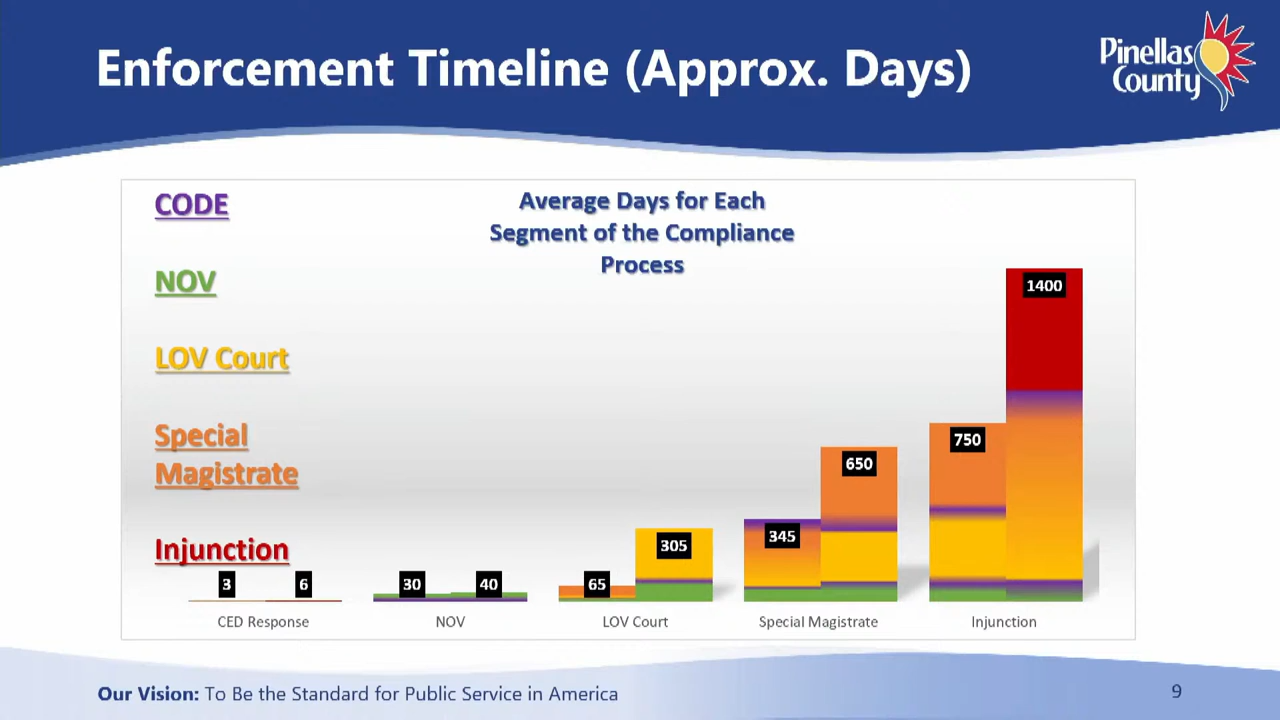 Enforcement Timeline (Approx. Days)
Pinellas
County
CODE
NOV
LOV Court
Special
Magistrate
Injunction
Average Days for Each
Segment of the Compliance
Process
3
6
30
40
65
305
345
650
750
1400
CED Response
NOV
LOV Court
Special Magistrate
Injunction
Our Vision: To Be the Standard for Public Service in America
9